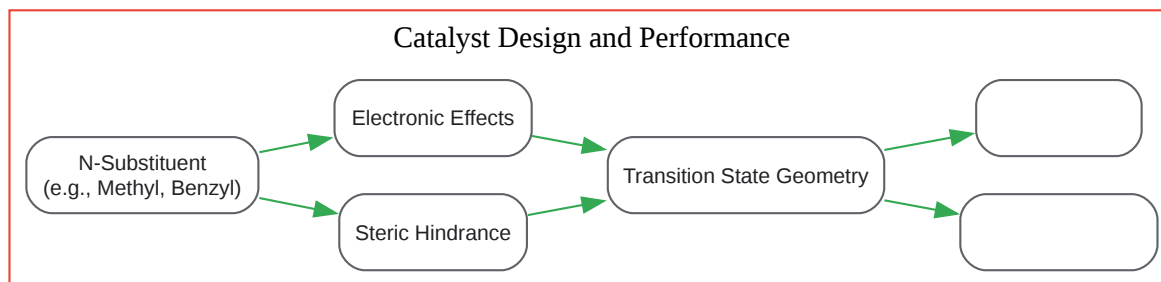 Catalyst Design and Performance
Electronic Effects
N-Substituent
(e.g., Methyl, Benzyl)
Transition State Geometry
Steric Hindrance